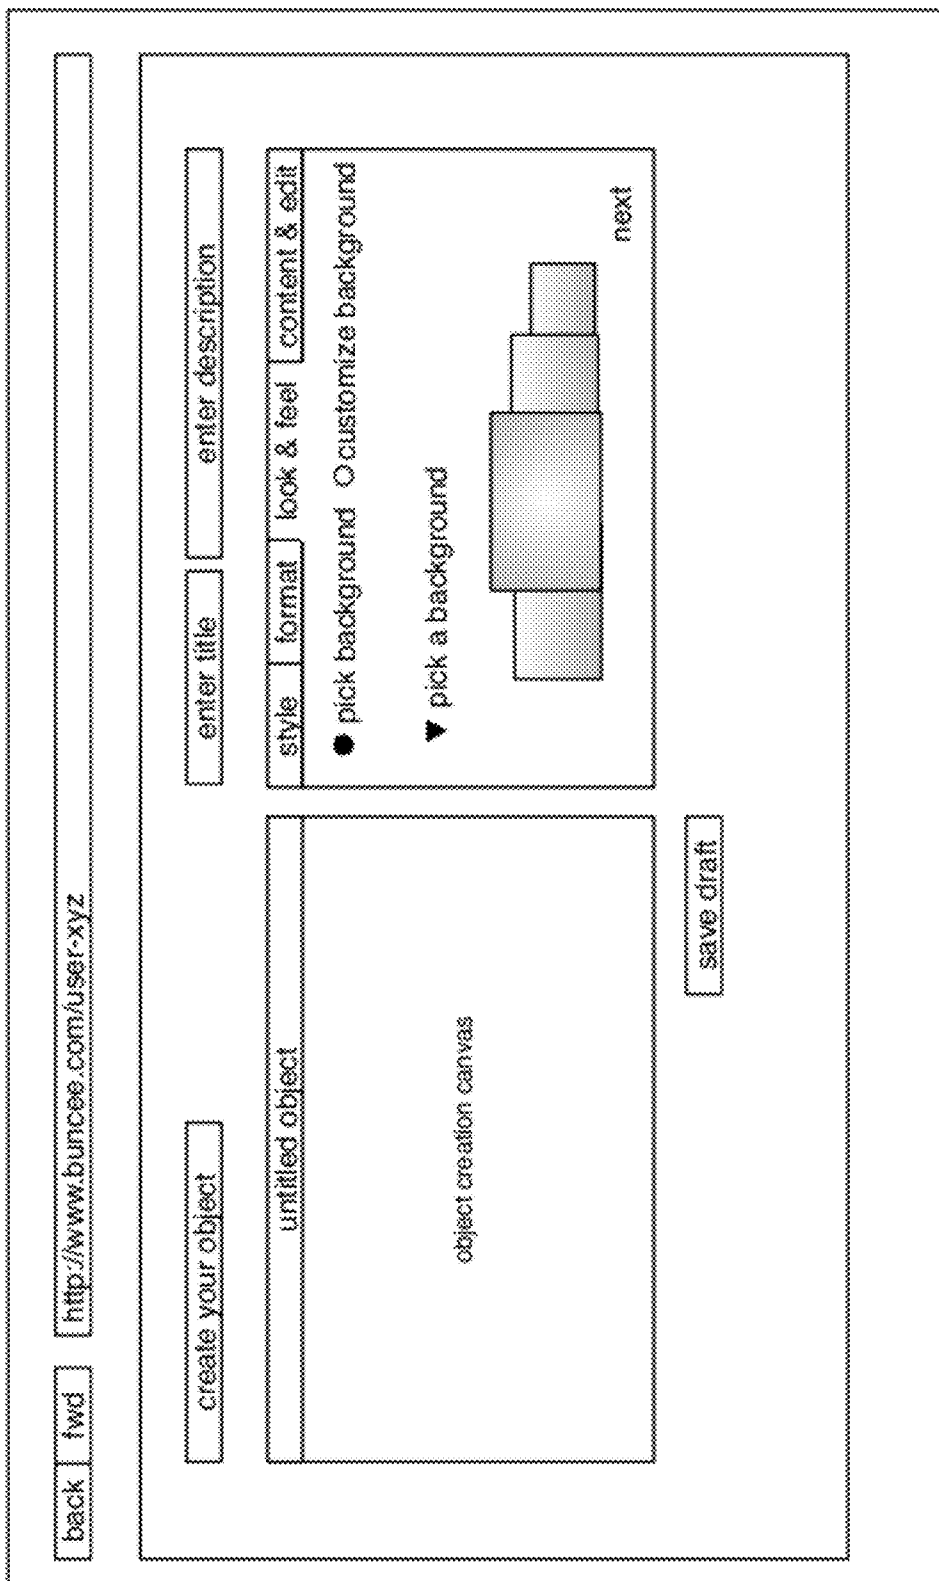 back fwd http://www.buncee.com/user-xyz
create your object enter title enter description
untitled object style format look & feel content & edit
pick background customize background
pick a background
object creation canvas
next
save draft